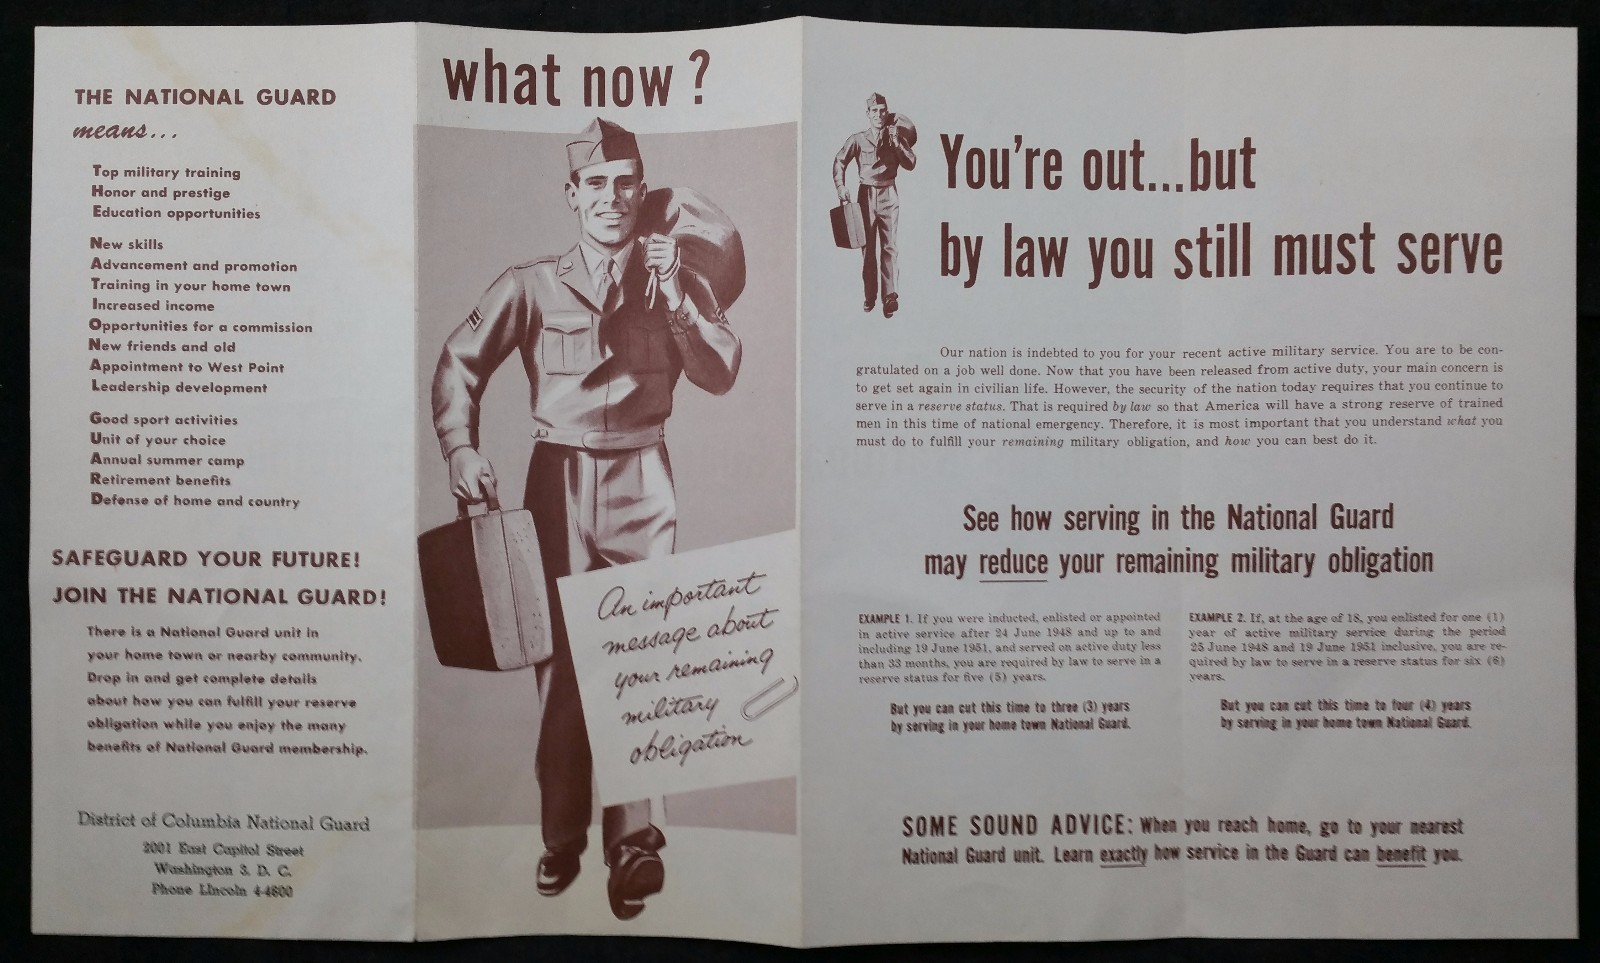 THE NATIONAL GUARD
means...
Top military training
Honor and prestige
Education opportunities
New skills
Advancement and promotion
Training in your home town
Increased income
Opportunities for a commission
New friends and old
Appointment to West Point
Leadership development
Good sport activities
Unit of your choice
Annual summer camp
Retirement benefits
Defense of home and country
SAFEGUARD YOUR FUTURE!
JOIN THE NATIONAL GUARD!
There is a National Guard unit in
your home town or nearby community.
Drop in and get complete details
about how you can fulfill your reserve
obligation while you enjoy the many
benefits of National Guard membership.
District of Columbia National Guard
2001 East Capitol Street
Washington 3, D. C.
Phone LIncoln 4-4600
what now?
An important
message about
your remaining
military
obligation
You're out...but
by law you still must serve
Our nation is indebted to you for your recent active military service. You are to be con-
gratulated on a job well done. Now that you have been released from active duty, your main concern is
to get set again in civilian life. However, the security of the nation today requires that you continue to
serve in a reserve status. That is required by law so that America will have a strong reserve of trained
men in this time of national emergency. Therefore, it is most important that you understand what you
must do to fulfill your remaining military obligation, and how you can best do it.
See how serving in the National Guard
may reduce your remaining military obligation
EXAMPLE 1. If you were inducted, enlisted or appointed
in active service after 24 June 1948 and up to and
including 19 June 1951, and served on active duty less
than 33 months, you are required by law to serve in a
reserve status for five (5) years.
But you can cut this time to three (3) years
by serving in your home town National Guard.
EXAMPLE 2. If, at the age of 18, you enlisted for one (1)
year of active military service during the period
25 June 1948 and 19 June 1951 inclusive, you are re-
quired by law to serve in a reserve status for six (6)
years.
But you can cut this time to four (4) years
by serving in your home town National Guard.
SOME SOUND ADVICE: When you reach home, go to your nearest
National Guard unit. Learn exactly how service in the Guard can benefit you.